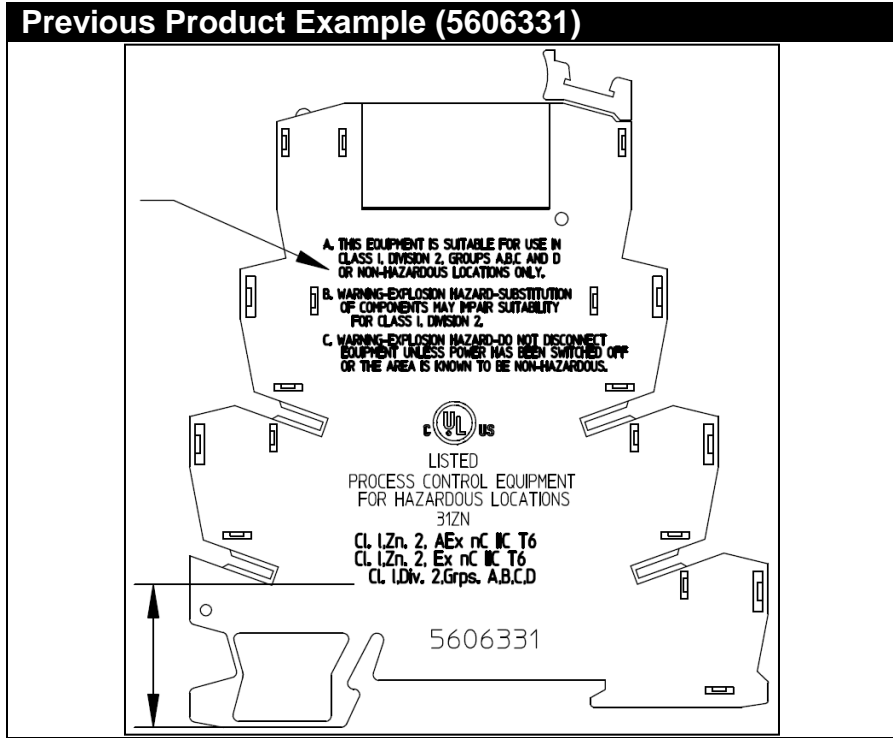 Previous Product Example (5606331)
A. THIS EQUIPMENT IS SUITABLE FOR USE IN
CLASS I, DIVISION 2, GROUPS A,B,C AND D
OR NON-HAZARDOUS LOCATIONS ONLY.
B. WARNING-EXPLOSION HAZARD-SUBSTITUTION
OF COMPONENTS MAY IMPAIR SUITABILITY
FOR CLASS I, DIVISION 2.
C. WARNING-EXPLOSION HAZARD-DO NOT DISCONNECT
EQUIPMENT UNLESS POWER HAS BEEN SWITCHED OFF
OR THE AREA IS KNOWN TO BE NON-HAZARDOUS.
C UL US
LISTED
PROCESS CONTROL EQUIPMENT
FOR HAZARDOUS LOCATIONS
31ZN
Cl. I,Zn. 2, AEx nC IIC T6
Cl. I,Zn. 2, Ex nC IIC T6
Cl. I,Div. 2,Grps. A,B,C,D
5606331